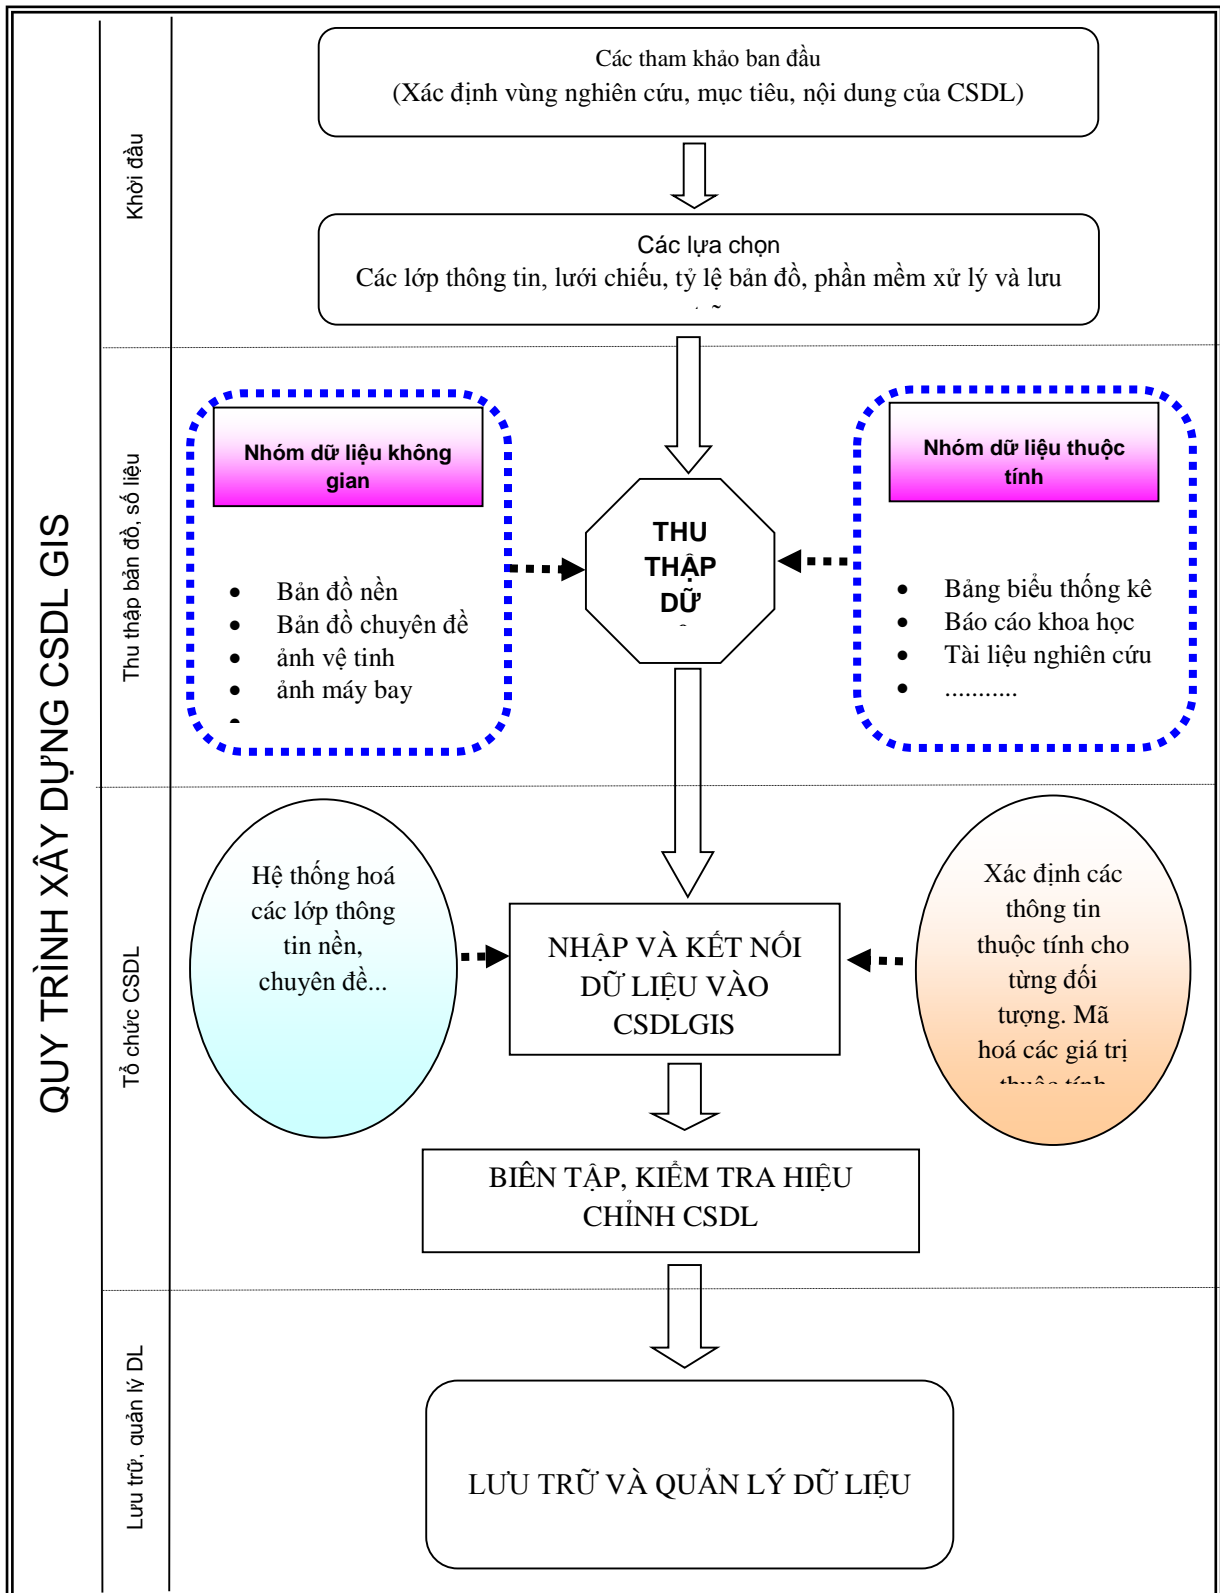 QUY TRÌNH XÂY DỰNG CSDL GIS
Khời đầu
Các tham khảo ban đầu
(Xác định vùng nghiên cứu, mục tiêu, nội dung của CSDL)
Các lựa chọn
Các lớp thông tin, lưới chiếu, tỷ lệ bản đồ, phần mềm xử lý và lưu
Thu thập bản đồ, số liệu
Nhóm dữ liệu không
gian
• Bản đồ nền
• Bản đồ chuyên đề
• ảnh vệ tinh
• ảnh máy bay
•
THU
THẬP
DỮ
Nhóm dữ liệu thuộc
tính
• Bảng biểu thống kê
• Báo cáo khoa học
• Tài liệu nghiên cứu
• ...........
Tổ chức CSDL
Hệ thống hoá
các lớp thông
tin nền,
chuyên đề...
NHẬP VÀ KẾT NỐI
DỮ LIỆU VÀO
CSDLGIS
Xác định các
thông tin
thuộc tính cho
từng đối
tượng. Mã
hoá các giá trị
thuộc tính
BIÊN TẬP, KIỂM TRA HIỆU
CHỈNH CSDL
Lưu trữ, quản lý DL
LƯU TRỮ VÀ QUẢN LÝ DỮ LIỆU